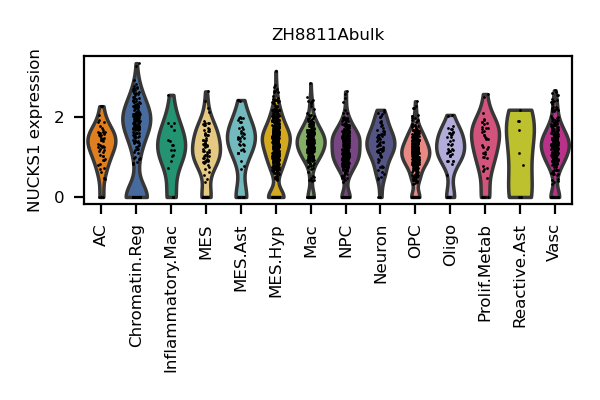 ZH8811Abulk
NUCKS1 expression
2
0
AC
Chromatin.Reg
Inflammatory.Mac
MES
MES.Ast
MES.Hyp
Mac
NPC
Neuron
OPC
Oligo
Prolif.Metab
Reactive.Ast
Vasc